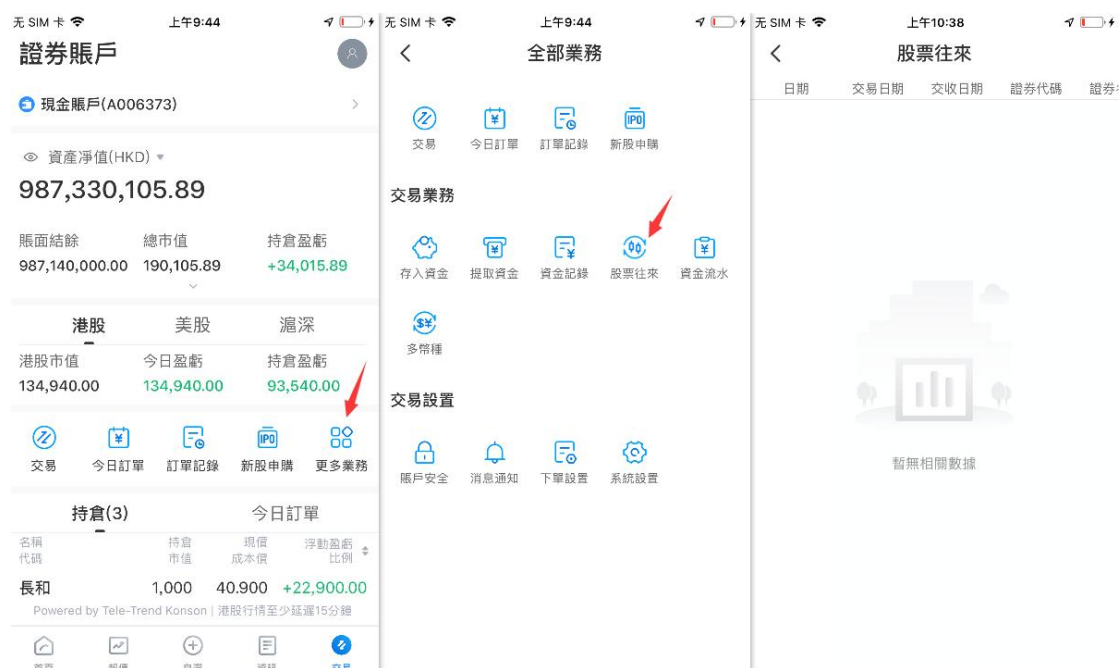 无 SIM 卡 上午9:44
證券賬戶
現金賬戶(A006373)
資產凈值(HKD)
987,330,105.89
賬面結餘 總市值 持倉盈虧
987,140,000.00 190,105.89 +34,015.89
港股 美股 滬深
港股市值 今日盈虧 持倉盈虧
134,940.00 134,940.00 93,540.00
交易 今日訂單 訂單記錄 新股申購 更多業務
持倉(3) 今日訂單
名稱 持倉 現價 浮動盈虧
代碼 市值 成本價 比例
長和 1,000 40.900 +22,900.00
Powered by Tele-Trend Konson | 港股行情至少延遲15分鐘
无 SIM 卡 上午9:44
全部業務
交易 今日訂單 訂單記錄 新股申購
IPO
交易業務
存入資金 提取資金 資金記錄 股票往來 資金流水
多幣種
交易設置
賬戶安全 消息通知 下單設置 系統設置
无 SIM 卡 上午10:38
股票往來
日期 交易日期 交收日期 證券代碼 證券
暫無相關數據